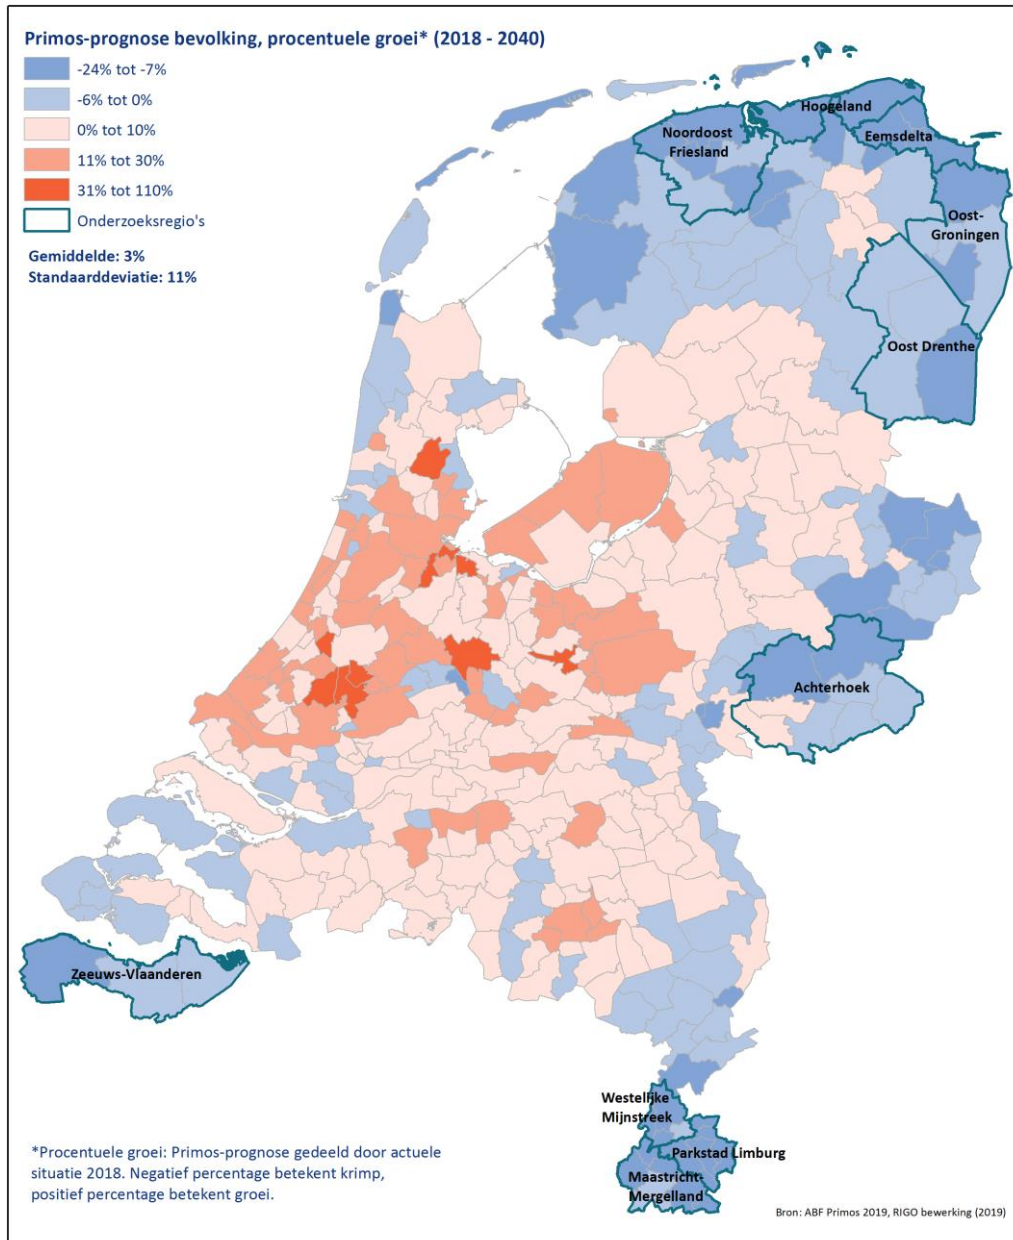 Primos-prognose bevolking, procentuele groei* (2018 - 2040)
-24% tot -7%
-6% tot 0%
0% tot 10%
11% tot 30%
31% tot 110%
Onderzoeksregio's
Gemiddelde: 3%
Standaarddeviatie: 11%
Hoogeland
Noordoost
Friesland
Eemsdelta
Oost-
Groningen
Oost Drenthe
Achterhoek
Zeeuws-Vlaanderen
Westelijke
Mijnstreek
Parkstad Limburg
Maastricht-
Mergelland
*Procentuele groei: Primos-prognose gedeeld door actuele
situatie 2018. Negatief percentage betekent krimp,
positief percentage betekent groei.
Bron: ABF Primos 2019, RIGO bewerking (2019)